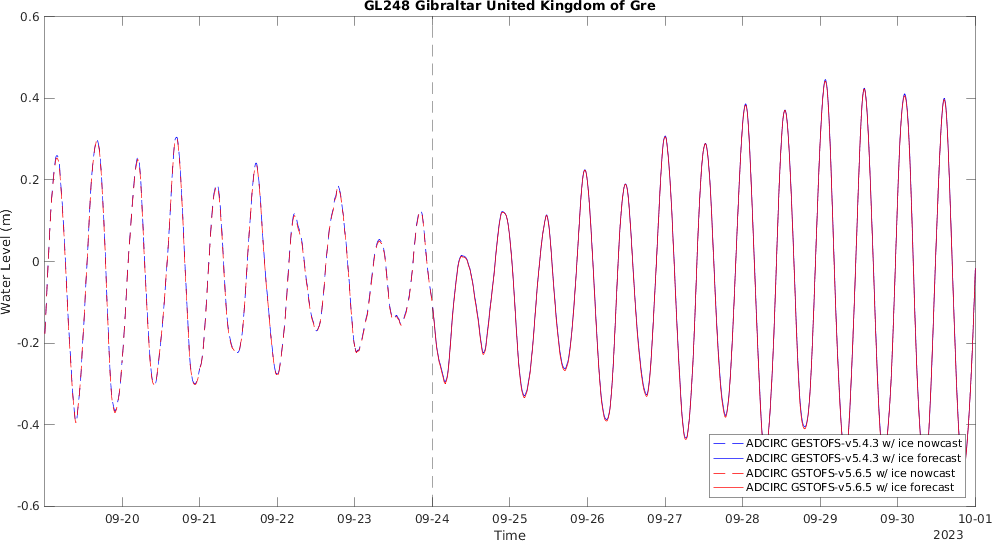 GL248 Gibraltar United Kingdom of Gre
0.6
0.4
0.2
0
-0.2
-0.4
-0.6
Water Level (m)
ADCIRC GESTOFS-v5.4.3 w/ ice nowcast
ADCIRC GESTOFS-v5.4.3 w/ ice forecast
ADCIRC GSTOFS-v5.6.5 w/ ice nowcast
ADCIRC GSTOFS-v5.6.5 w/ ice forecast
09-20 09-21 09-22 09-23 09-24 09-25 09-26 09-27 09-28 09-29 09-30 10-01
Time
2023